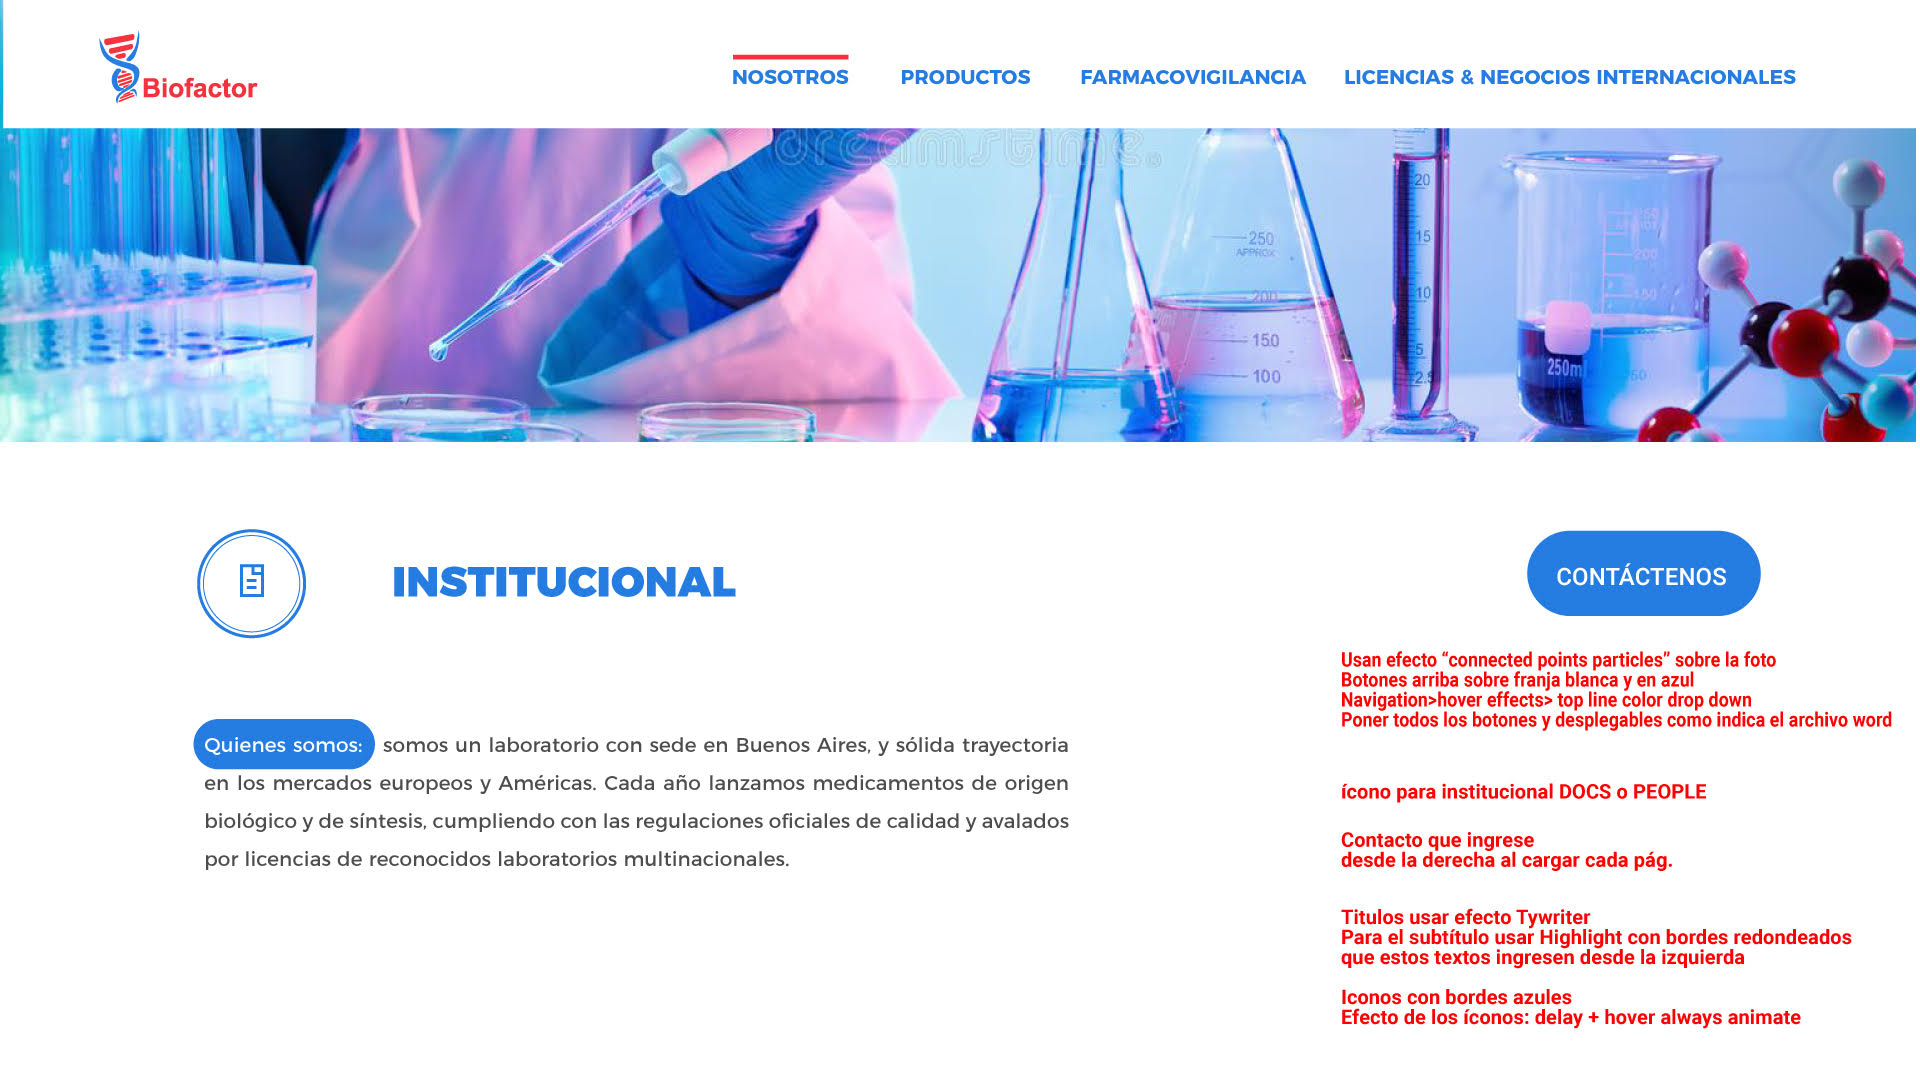 Biofactor
NOSOTROS PRODUCTOS FARMACOVIGILANCIA LICENCIAS & NEGOCIOS INTERNACIONALES
dreamstime.
250
APPROX
200
150
100
20
15
10
5
250ml
200
150
50
INSTITUCIONAL
CONTÁCTENOS
Quienes somos: somos un laboratorio con sede en Buenos Aires, y sólida trayectoria
en los mercados europeos y Américas. Cada año lanzamos medicamentos de origen
biológico y de síntesis, cumpliendo con las regulaciones oficiales de calidad y avalados
por licencias de reconocidos laboratorios multinacionales.
Usan efecto “connected points particles” sobre la foto
Botones arriba sobre franja blanca y en azul
Navigation>hover effects> top line color drop down
Poner todos los botones y desplegables como indica el archivo word
ícono para institucional DOCS o PEOPLE
Contacto que ingrese
desde la derecha al cargar cada pág.
Titulos usar efecto Tywriter
Para el subtítulo usar Highlight con bordes redondeados
que estos textos ingresen desde la izquierda
Iconos con bordes azules
Efecto de los íconos: delay + hover always animate